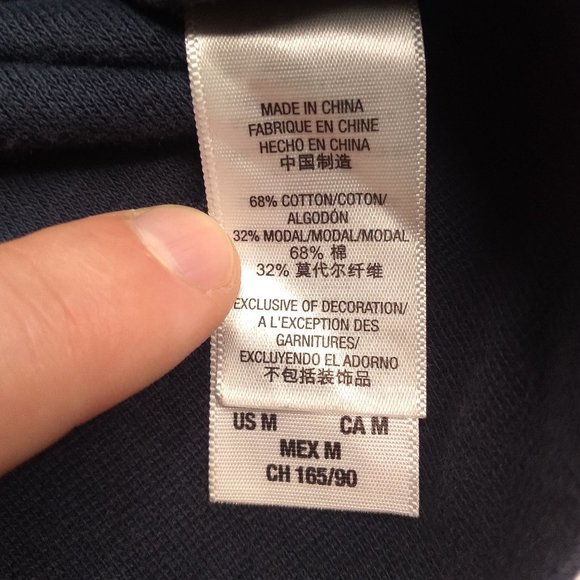 MADE IN CHINA
FABRIQUE EN CHINE
HECHO EN CHINA
中国制造
68% COTTON/COTON/
ALGODÓN
32% MODAL/MODAL/MODAL
68% 棉
32% 莫代尔纤维
EXCLUSIVE OF DECORATION/
A L'EXCEPTION DES
GARNITURES/
EXCLUYENDO EL ADORNO
不包括装饰品
US M CA M
MEX M
CH 165/90